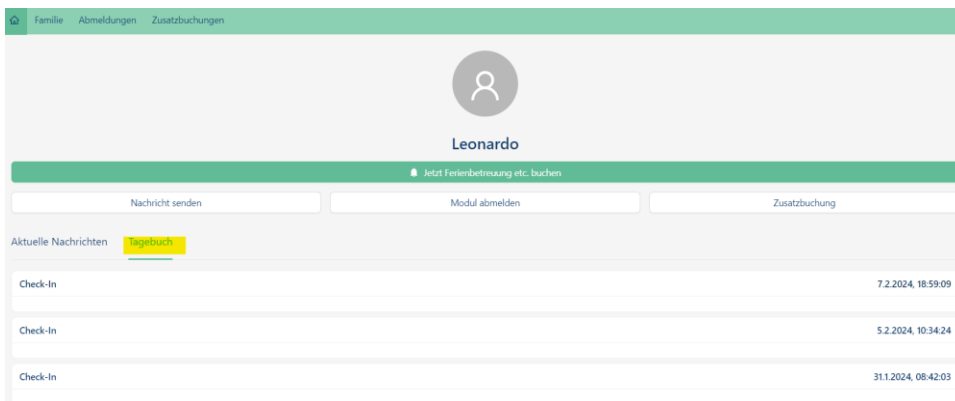 Familie Abmeldungen Zusatzbuchungen
Leonardo
Jetzt Ferienbetreuung etc. buchen
Nachricht senden Modul abmelden Zusatzbuchung
Aktuelle Nachrichten Tagebuch
Check-In 7.2.2024, 18:59:09
Check-In 5.2.2024, 10:34:24
Check-In 31.1.2024, 08:42:03